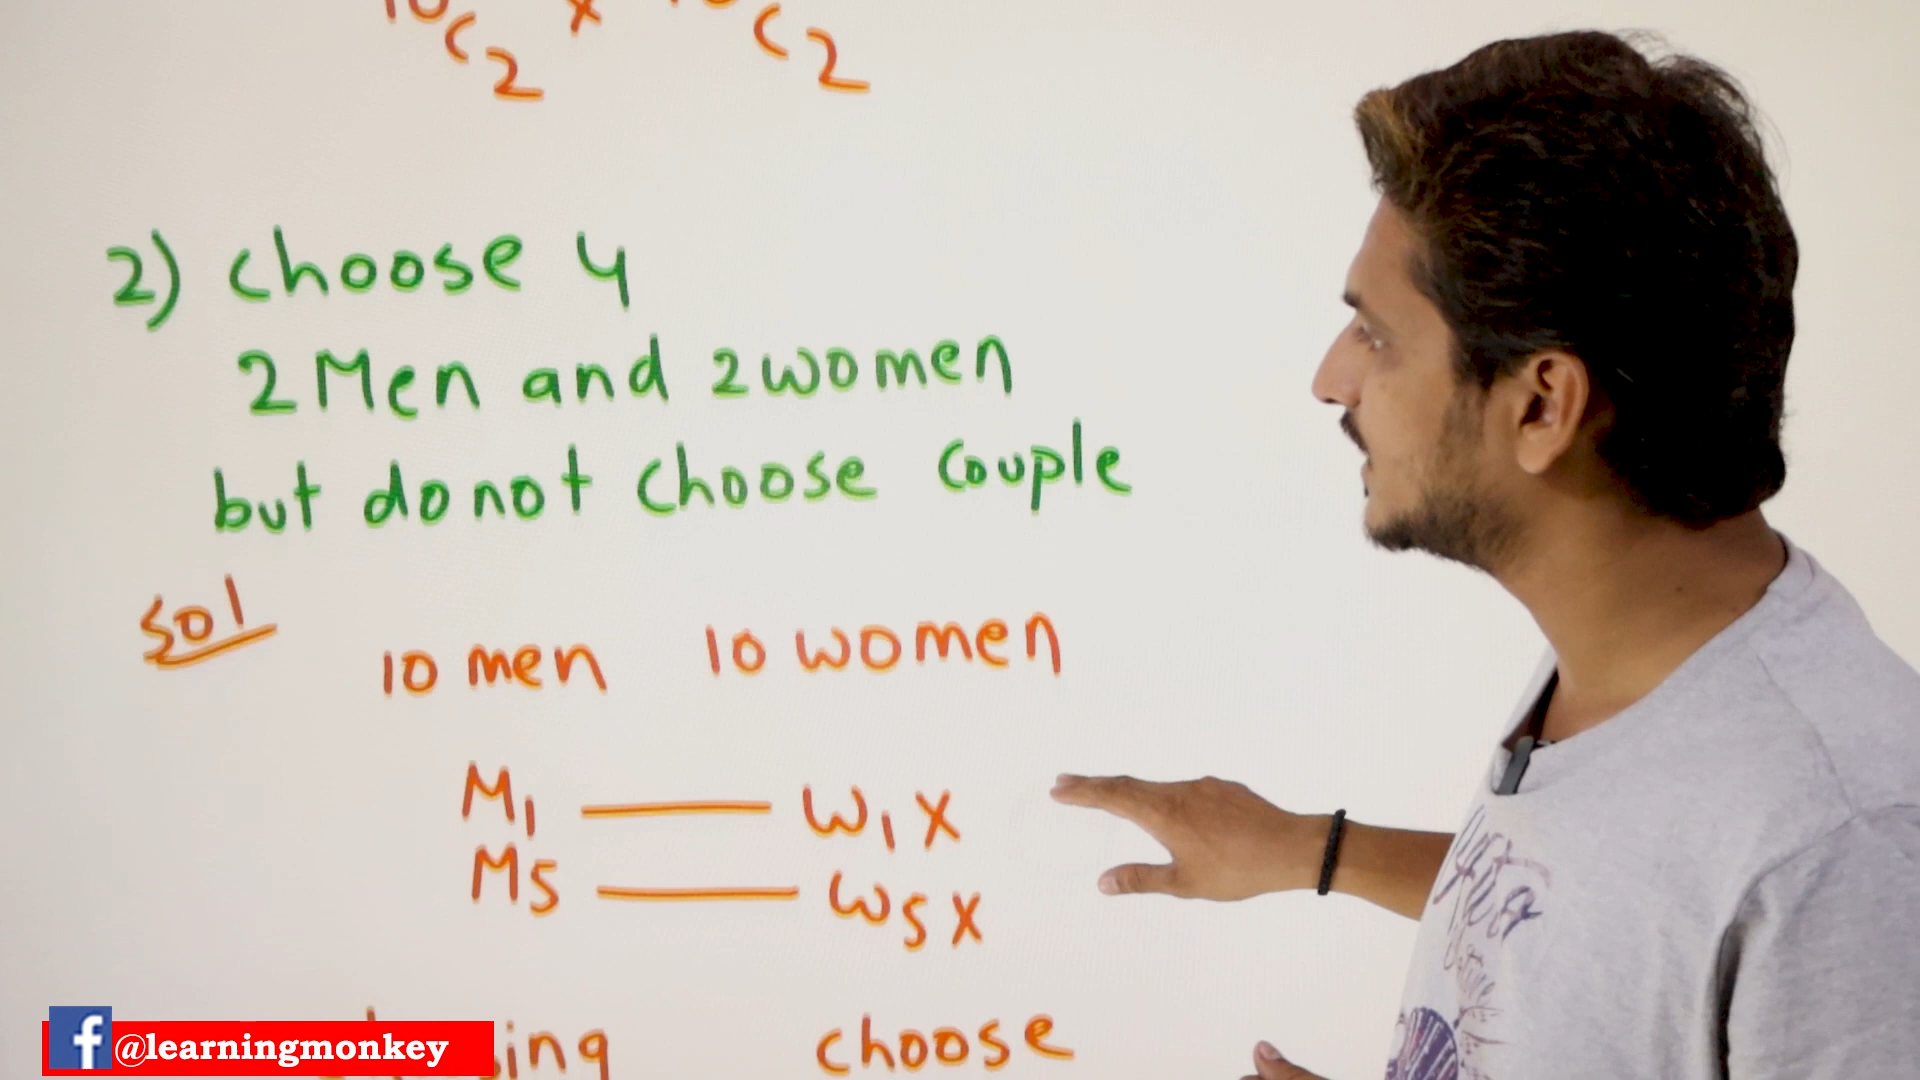 10C2 x 10C2
2) choose 4
2 Men and 2 women
but do not choose couple
Sol
10 men 10 women
M1 — W1 X
M5 — W5 X
choose
@learningmonkey